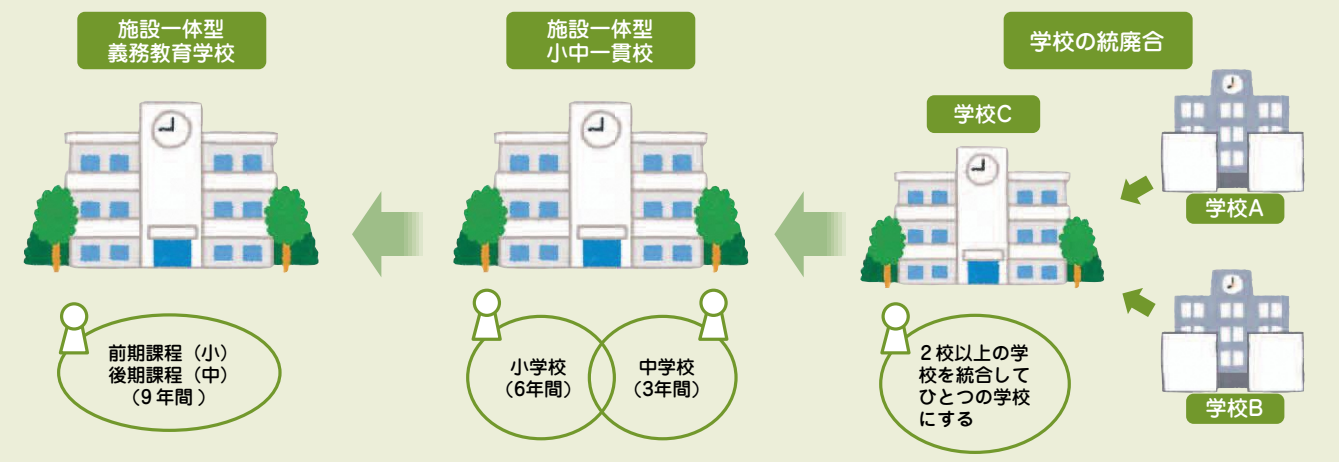 施設一体型
義務教育学校
施設一体型
小中一貫校
学校の統廃合
学校C
学校A
学校B
前期課程（小）
後期課程（中）
（9年間）
小学校
（6年間）
中学校
（3年間）
2校以上の学
校を統合して
ひとつの学校
にする